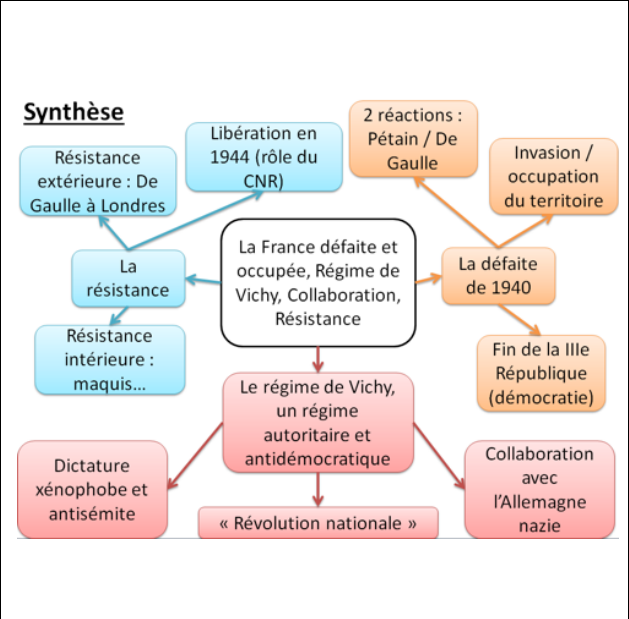 Synthèse
Libération en
1944 (rôle du
CNR)
2 réactions :
Pétain / De
Gaulle
Résistance
extérieure : De
Gaulle à Londres
Invasion /
occupation
du territoire
La
résistance
La France défaite et
occupée, Régime de
Vichy, Collaboration,
Résistance
La défaite
de 1940
Résistance
intérieure :
maquis...
Fin de la IIIe
République
(démocratie)
Le régime de Vichy,
un régime
autoritaire et
antidémocratique
Dictature
xénophobe et
antisémite
« Révolution nationale »
Collaboration
avec
l’Allemagne
nazie